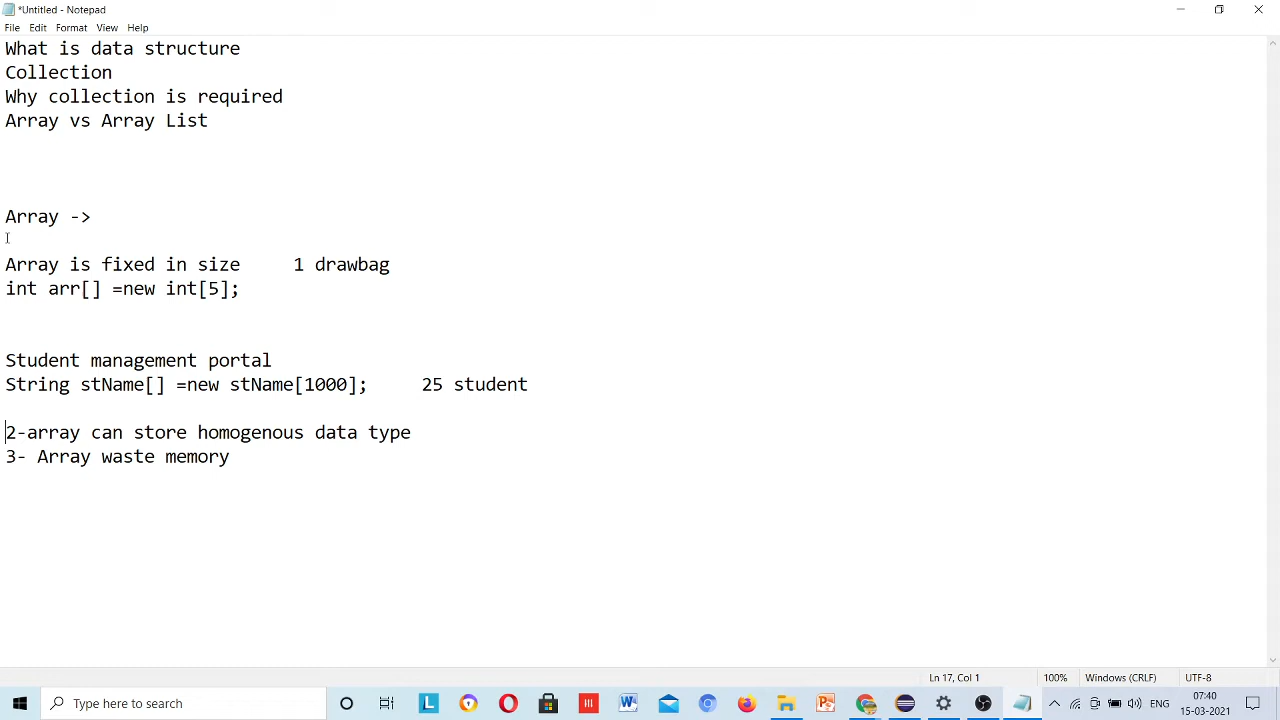 *Untitled - Notepad
File Edit Format View Help
What is data structure
Collection
Why collection is required
Array vs Array List
Array ->
Array is fixed in size     1 drawbag
int arr[] =new int[5];
Student management portal
String stName[] =new stName[1000];     25 student
2-array can store homogenous data type
3- Array waste memory
Ln 17, Col 1 100% Windows (CRLF) UTF-8
Type here to search
ENG
07:40
15-03-2021